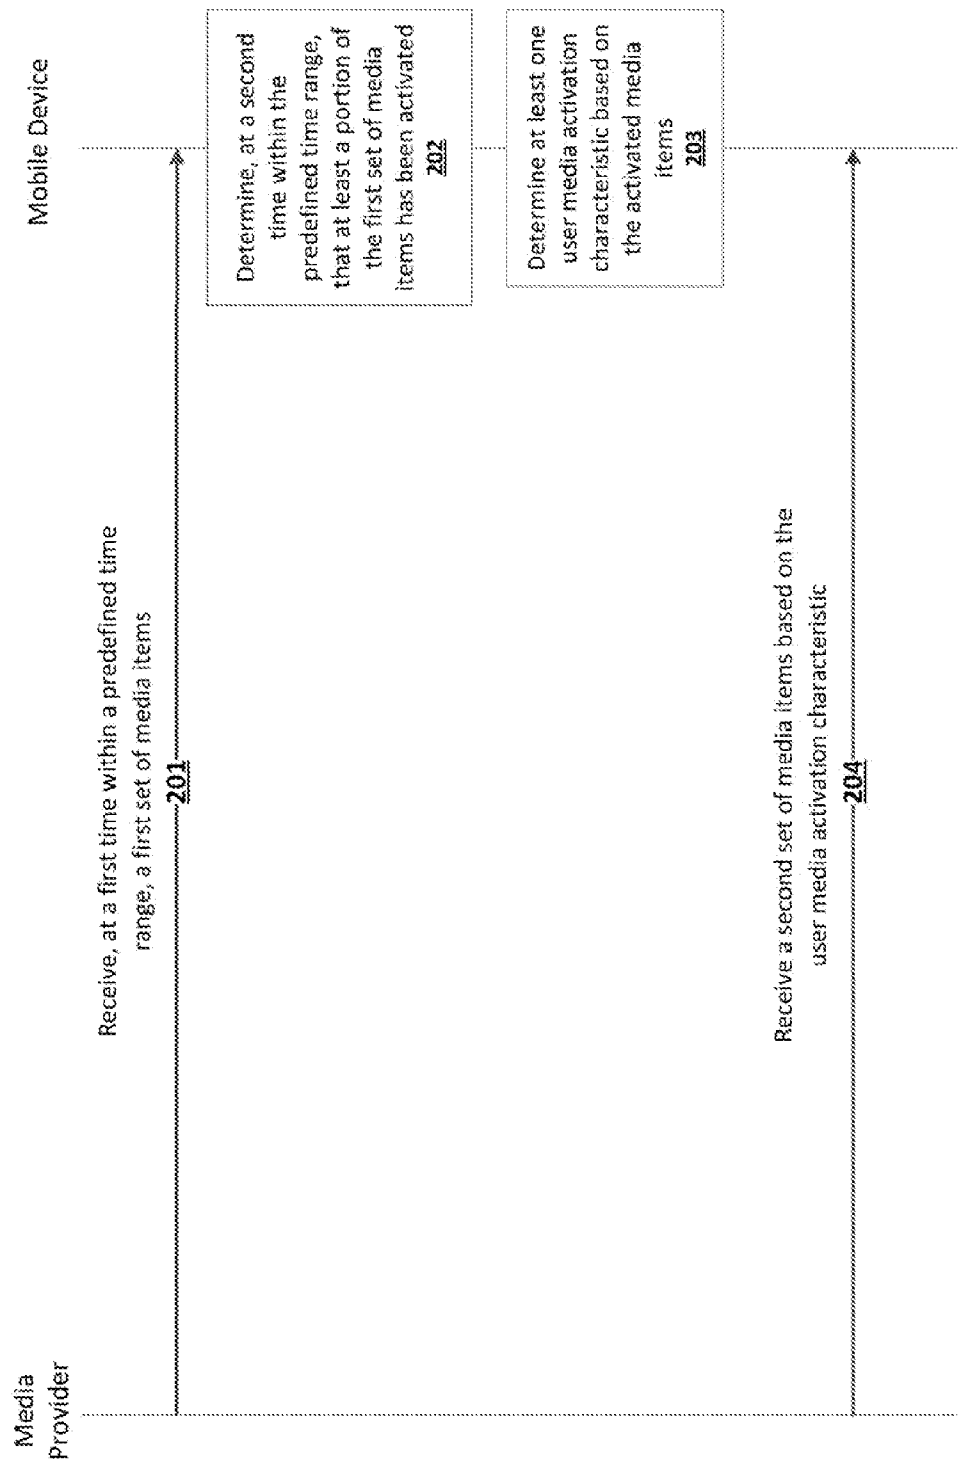 Media
Provider
Mobile Device
Receive, at a first time within a predefined time
range, a first set of media items
201
Determine, at a second
time within the
predefined time range,
that at least a portion of
the first set of media
items has been activated
202
Determine at least one
user media activation
characteristic based on
the activated media
items
203
Receive a second set of media items based on the
user media activation characteristic
204